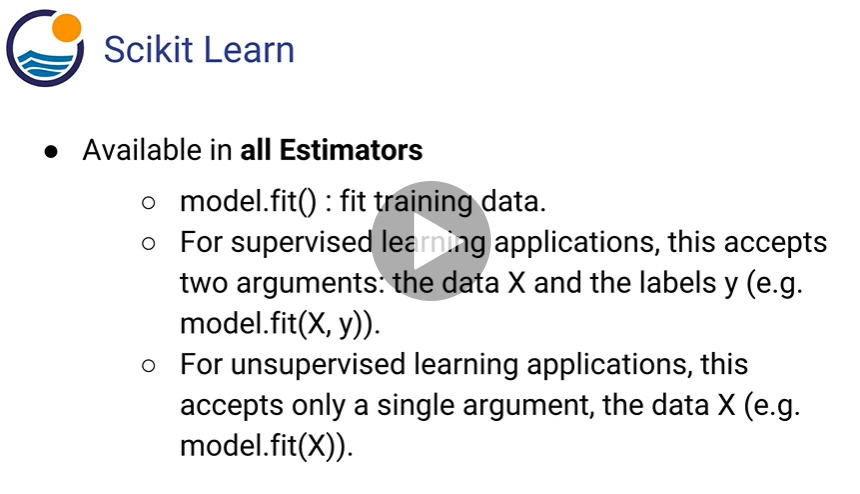 Scikit Learn
● Available in all Estimators
○ model.fit() : fit training data.
○ For supervised learning applications, this accepts
two arguments: the data X and the labels y (e.g.
model.fit(X, y)).
○ For unsupervised learning applications, this
accepts only a single argument, the data X (e.g.
model.fit(X)).